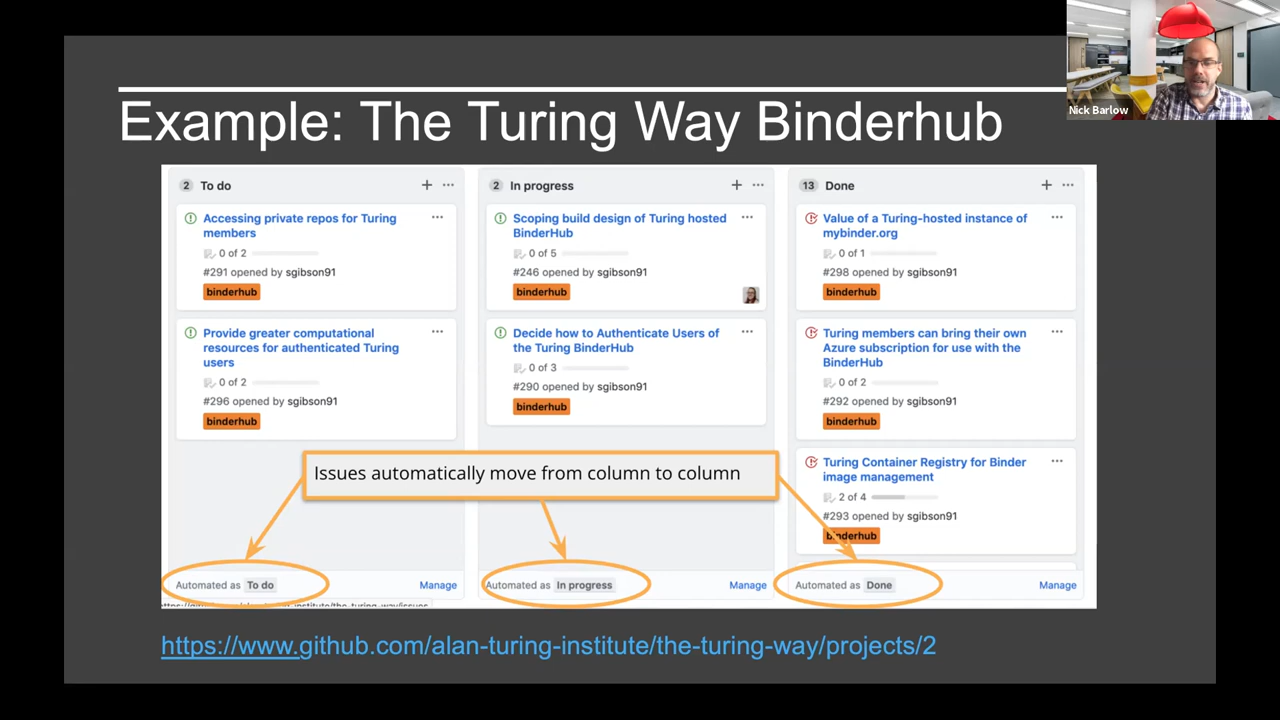 Nick Barlow
Example: The Turing Way Binderhub
2 To do
Accessing private repos for Turing
members
0 of 2
#291 opened by sgibson91
binderhub
Provide greater computational
resources for authenticated Turing
users
0 of 2
#296 opened by sgibson91
binderhub
Automated as To do
Manage
2 In progress
Scoping build design of Turing hosted
BinderHub
0 of 5
#246 opened by sgibson91
binderhub
Decide how to Authenticate Users of
the Turing BinderHub
0 of 3
#290 opened by sgibson91
binderhub
Automated as In progress
Manage
13 Done
Value of a Turing-hosted instance of
mybinder.org
0 of 1
#298 opened by sgibson91
binderhub
Turing members can bring their own
Azure subscription for use with the
BinderHub
0 of 2
#292 opened by sgibson91
binderhub
Turing Container Registry for Binder
image management
2 of 4
#293 opened by sgibson91
binderhub
Automated as Done
Manage
Issues automatically move from column to column
https://www.github.com/alan-turing-institute/the-turing-way/projects/2